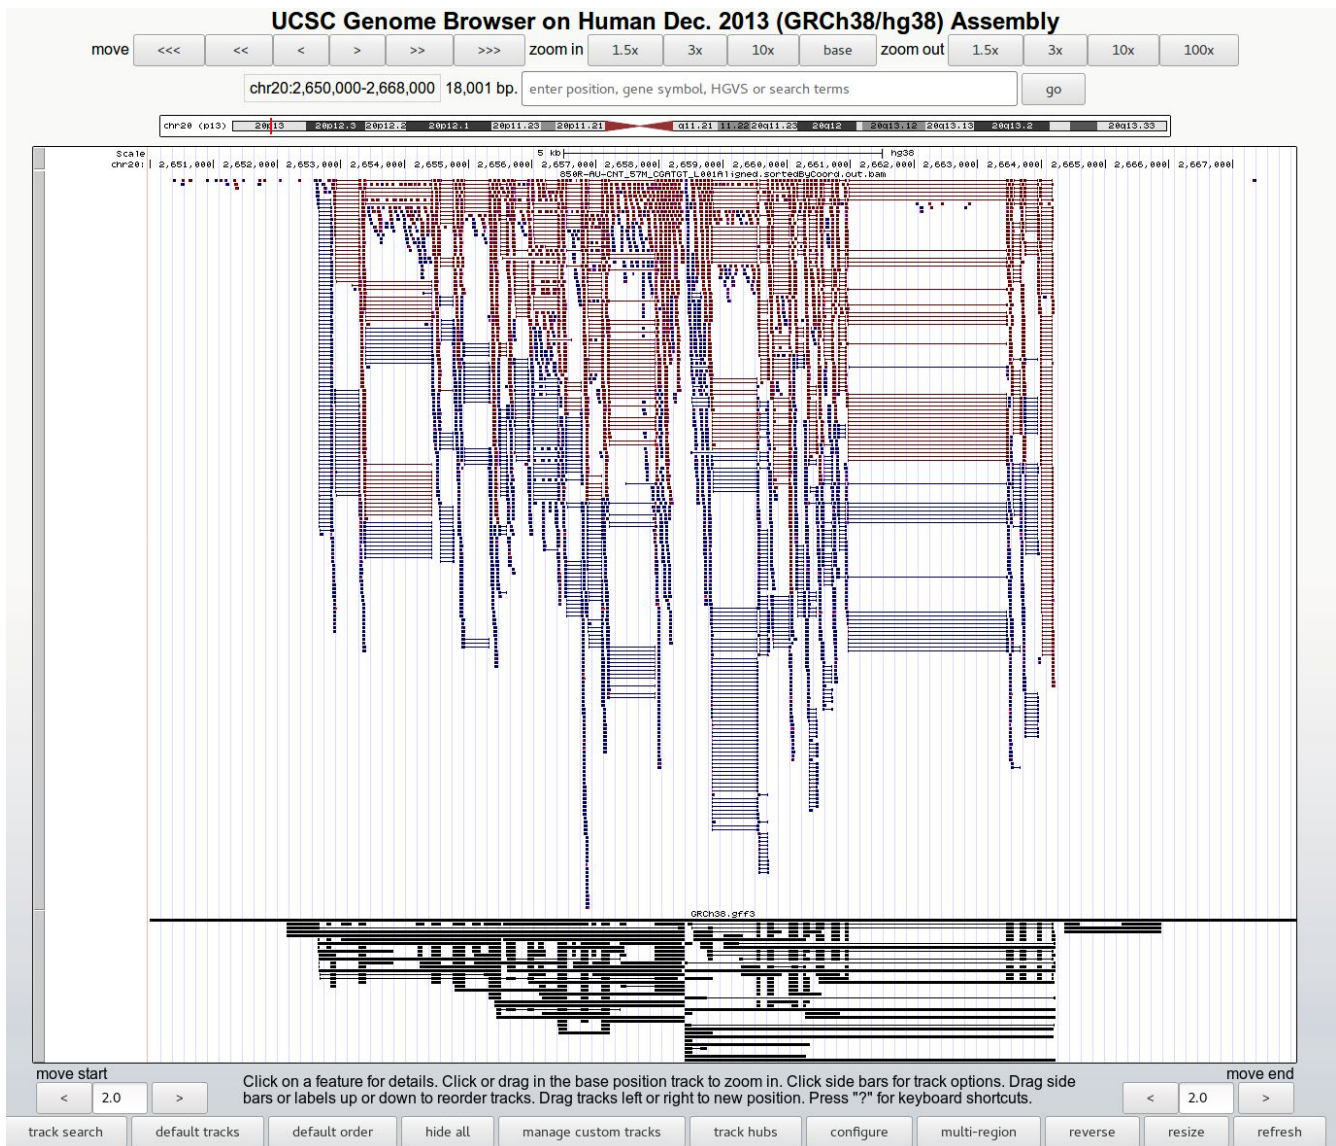 UCSC Genome Browser on Human Dec. 2013 (GRCh38/hg38) Assembly
move <<< << < > >> >>> zoom in 1.5x 3x 10x base zoom out 1.5x 3x 10x 100x
chr20:2,650,000-2,668,000 18,001 bp. enter position, gene symbol, HGVS or search terms go
chr20 (p13) 20p13 20p12.3 20p12.2 20p12.1 20p11.23 20p11.21 q11.21 11.22 20q11.23 20q12 20q13.12 20q13.13 20q13.2 20q13.33
Scale 5 kb hg38
chr20: 2,651,000 2,652,000 2,653,000 2,654,000 2,655,000 2,656,000 2,657,000 2,658,000 2,659,000 2,660,000 2,661,000 2,662,000 2,663,000 2,664,000 2,665,000 2,666,000 2,667,000
850R-AU-CNT_57M_CGATGT_L001Aligned.sortedByCoord.out.bam
GRCh38.gff3
move start
< 2.0 >
Click on a feature for details. Click or drag in the base position track to zoom in. Click side bars for track options. Drag side
bars or labels up or down to reorder tracks. Drag tracks left or right to new position. Press "?" for keyboard shortcuts.
move end
< 2.0 >
track search default tracks default order hide all manage custom tracks track hubs configure multi-region reverse resize refresh